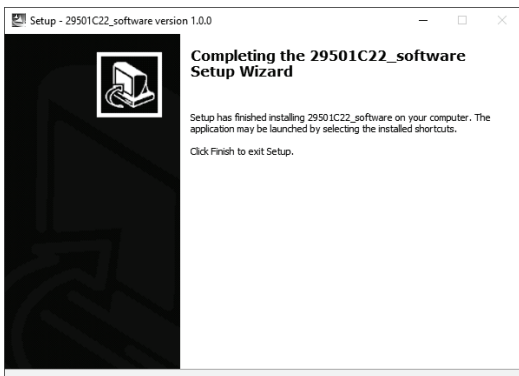 Setup - 29501C22_software version 1.0.0
Completing the 29501C22_software
Setup Wizard
Setup has finished installing 29501C22_software on your computer. The
application may be launched by selecting the installed shortcuts.
Click Finish to exit Setup.